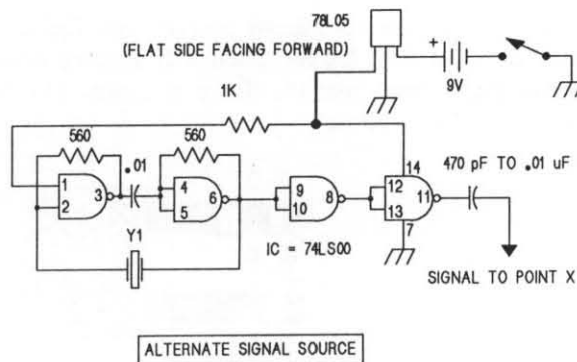 78L05
(FLAT SIDE FACING FORWARD)
+
9V
1K
560
.01
560
1
2
3
4
5
6
9
10
8
14
12
13
11
7
470 pF TO .01 uF
Y1
IC = 74LS00
SIGNAL TO POINT X
ALTERNATE SIGNAL SOURCE